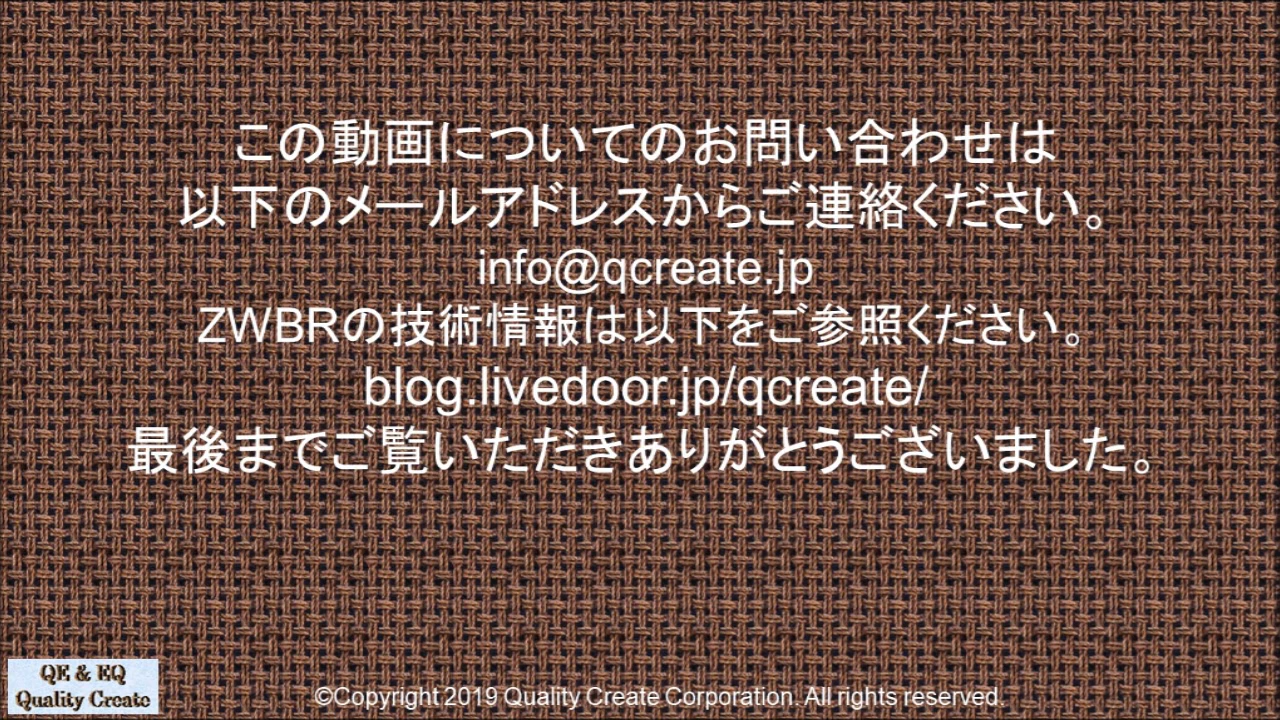 この動画についてのお問い合わせは
以下のメールアドレスからご連絡ください。
info@qcreate.jp
ZWBRの技術情報は以下をご参照ください。
blog.livedoor.jp/qcreate/
最後までご覧いただきありがとうございました。
QE & EQ
Quality Create
©Copyright 2019 Quality Create Corporation. All rights reserved.